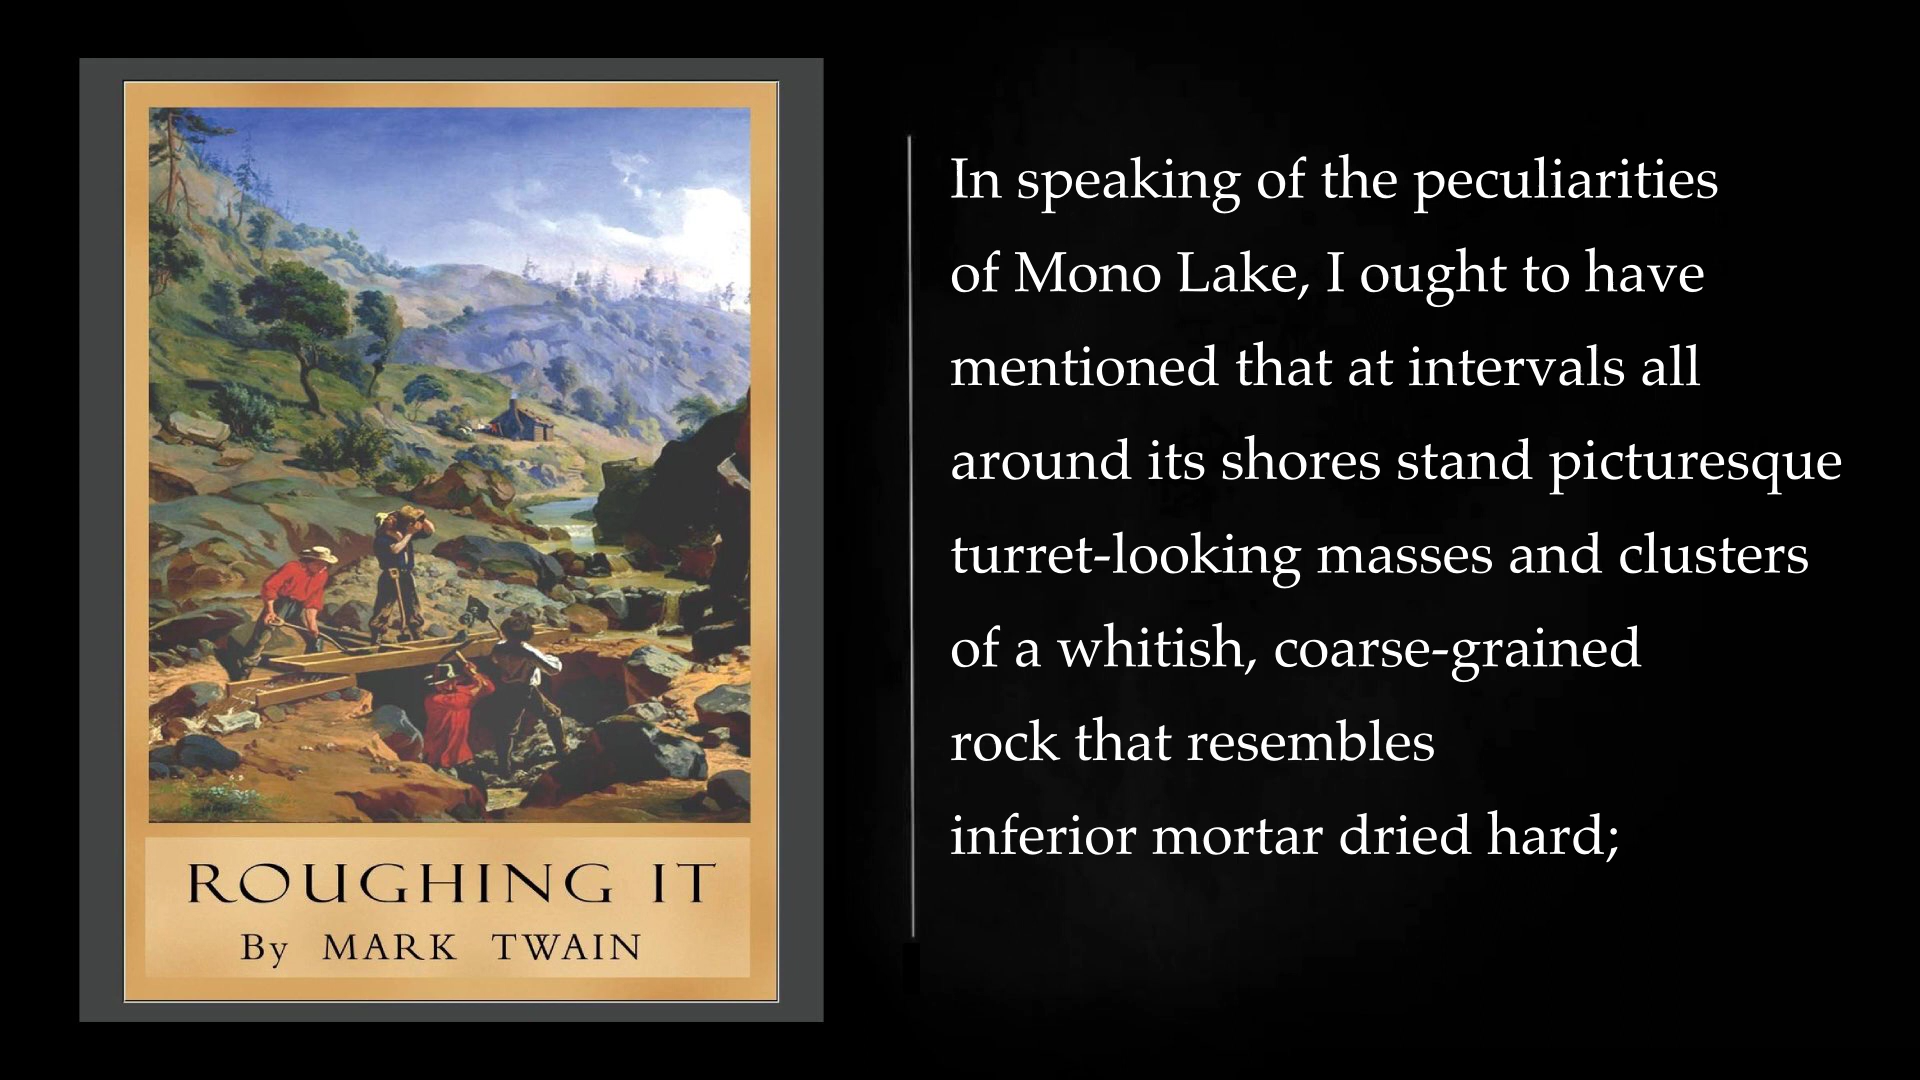 ROUGHING IT
By MARK TWAIN
In speaking of the peculiarities
of Mono Lake, I ought to have
mentioned that at intervals all
around its shores stand picturesque
turret-looking masses and clusters
of a whitish, coarse-grained
rock that resembles
inferior mortar dried hard;